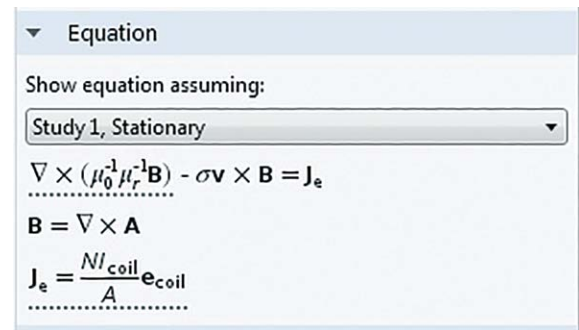 Equation
Show equation assuming:
Study 1, Stationary
∇ × (μ₀⁻¹μᵣ⁻¹B) - σv × B = Jₑ
B = ∇ × A
Jₑ = NI_coil/A e_coil